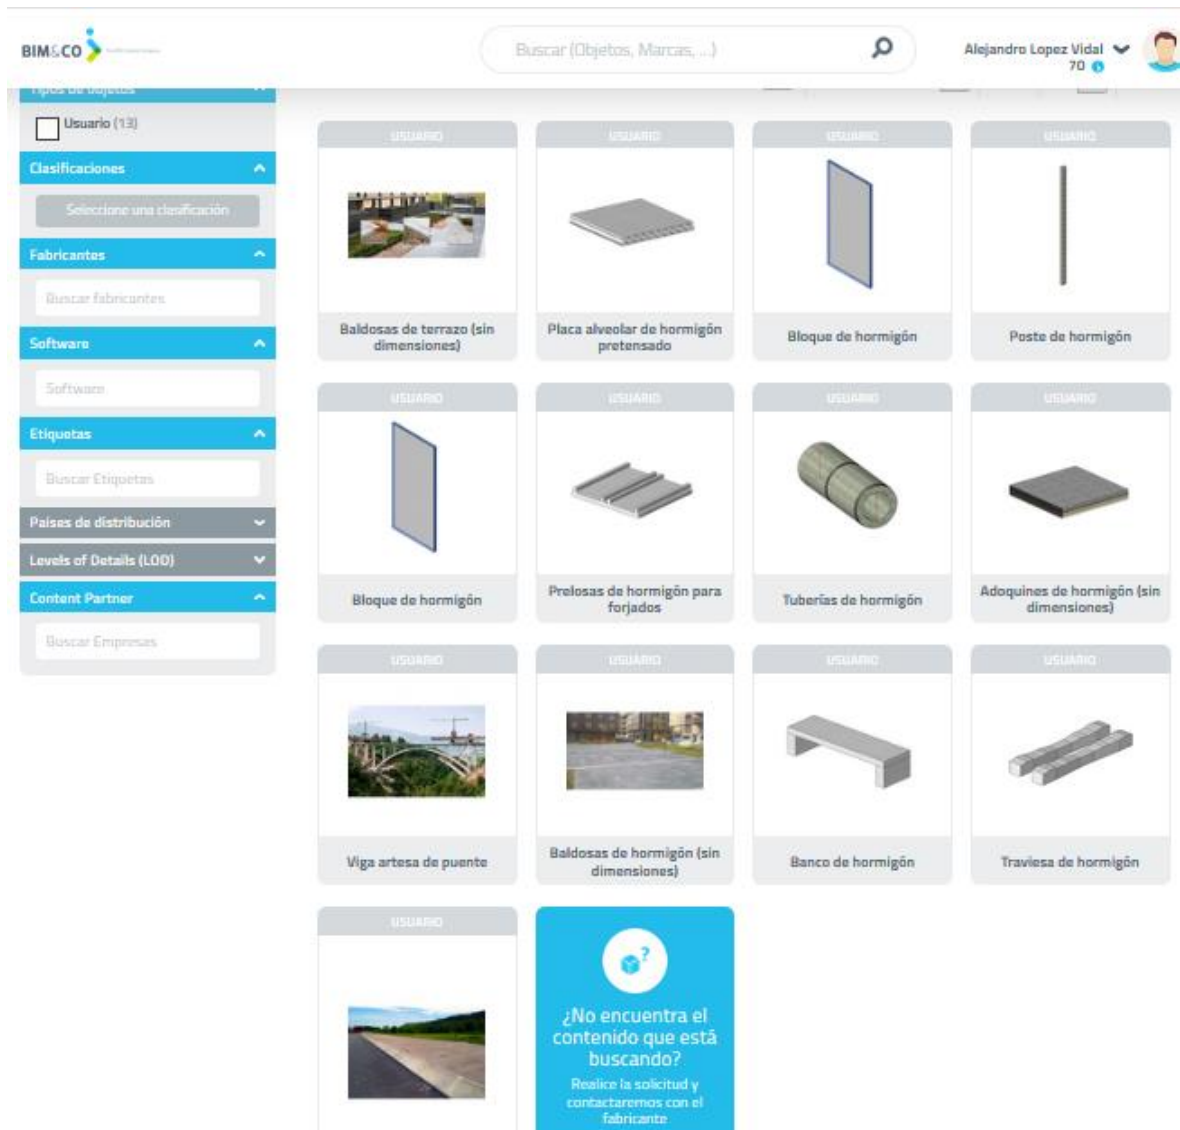 BIM&CO
Buscar (Objetos, Marcas, ...)
Alejandro Lopez Vidal
70
Tipos de objetos
Usuario (13)
Clasificaciones
Seleccione una clasificación
Fabricantes
Buscar fabricantes
Software
Software
Etiquetas
Buscar Etiquetas
Países de distribución
Levels of Details (LOD)
Content Partner
Buscar Empresas
USUARIO
USUARIO
USUARIO
USUARIO
Baldosas de terrazo (sin
dimensiones)
Placa alveolar de hormigón
pretensado
Bloque de hormigón
Poste de hormigón
USUARIO
USUARIO
USUARIO
USUARIO
Bloque de hormigón
Prelosas de hormigón para
forjados
Tuberías de hormigón
Adoquines de hormigón (sin
dimensiones)
USUARIO
USUARIO
USUARIO
USUARIO
Viga artesa de puente
Baldosas de hormigón (sin
dimensiones)
Banco de hormigón
Traviesa de hormigón
USUARIO
?
¿No encuentra el
contenido que está
buscando?
Realice la solicitud y
contactaremos con el
fabricante